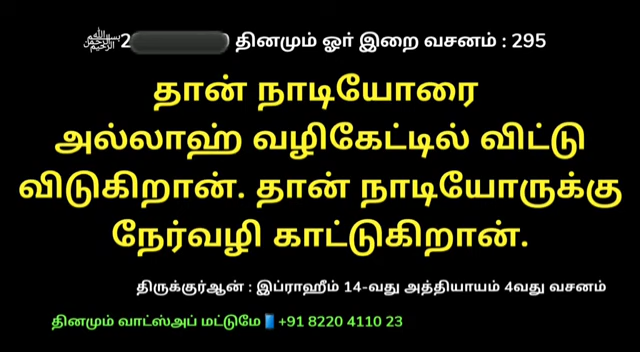 ﷽ தினமும் ஓர் இறை வசனம் : 295
தான் நாடியோரை
அல்லாஹ் வழிகேட்டில் விட்டு
விடுகிறான். தான் நாடியோருக்கு
நேர்வழி காட்டுகிறான்.
திருக்குர்ஆன் : இப்ராஹீம் 14-வது அத்தியாயம் 4வது வசனம்
தினமும் வாட்ஸ்அப் மட்டுமே📱+91 8220 4110 23